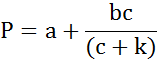 P = a + bc/(c + k)